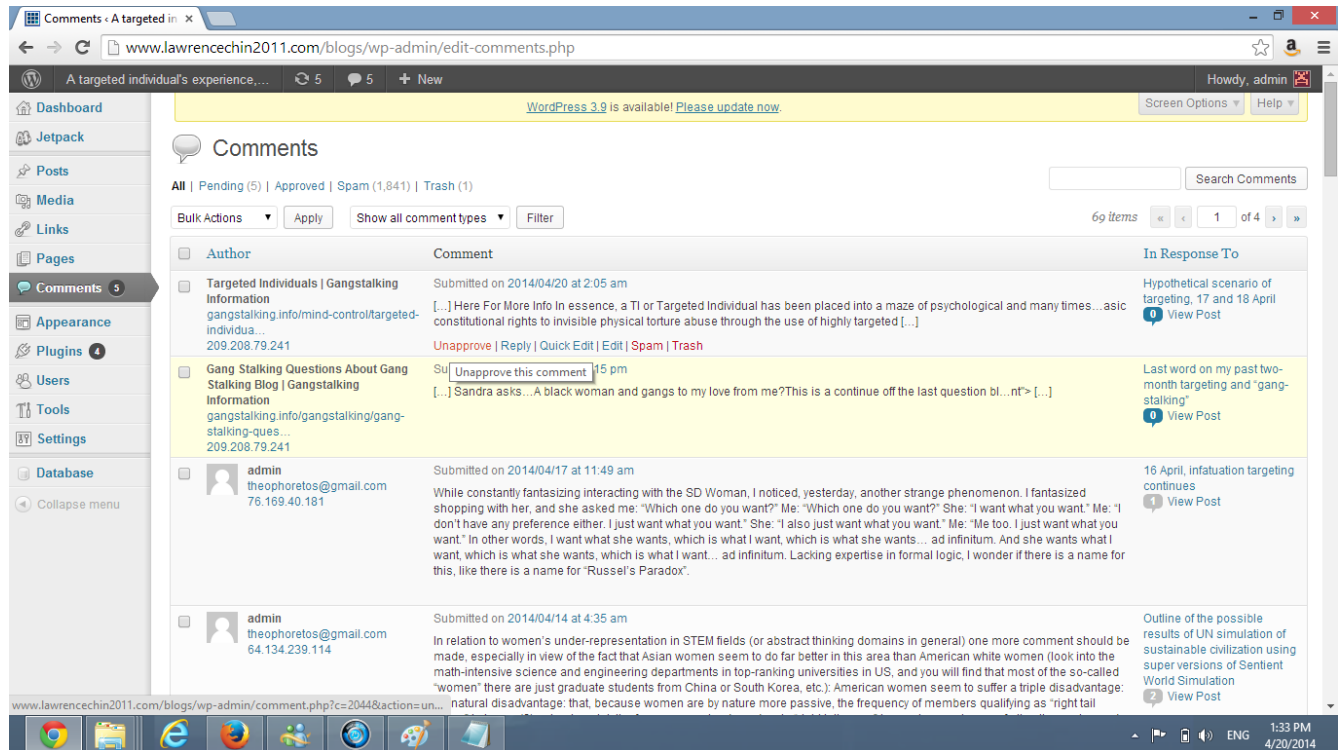 Comments ‹ A targeted in
www.lawrencechin2011.com/blogs/wp-admin/edit-comments.php
A targeted individual's experience,... 5 5 + New Howdy, admin
Dashboard
Jetpack
Posts
Media
Links
Pages
Comments 5
Appearance
Plugins 4
Users
Tools
Settings
Database
Collapse menu
WordPress 3.9 is available! Please update now.
Screen Options Help
Comments
All | Pending (5) | Approved | Spam (1,841) | Trash (1)
Search Comments
Bulk Actions Apply Show all comment types Filter
69 items « ‹ 1 of 4 › »
Author Comment In Response To
Targeted Individuals | Gangstalking
Information
gangstalking.info/mind-control/targeted-
individua...
209.208.79.241
Submitted on 2014/04/20 at 2:05 am
[...] Here For More Info In essence, a TI or Targeted Individual has been placed into a maze of psychological and many times...asic
constitutional rights to invisible physical torture abuse through the use of highly targeted [...]
Unapprove | Reply | Quick Edit | Edit | Spam | Trash
Hypothetical scenario of
targeting, 17 and 18 April
0 View Post
Gang Stalking Questions About Gang
Stalking Blog | Gangstalking
Information
gangstalking.info/gangstalking/gang-
stalking-ques...
209.208.79.241
Su
Unapprove this comment
15 pm
[...] Sandra asks...A black woman and gangs to my love from me?This is a continue off the last question bl...nt"> [...]
Last word on my past two-
month targeting and "gang-
stalking"
0 View Post
admin
theophoretos@gmail.com
76.169.40.181
Submitted on 2014/04/17 at 11:49 am
While constantly fantasizing interacting with the SD Woman, I noticed, yesterday, another strange phenomenon. I fantasized
shopping with her, and she asked me: "Which one do you want?" Me: "Which one do you want?" She: "I want what you want." Me: "I
don't have any preference either. I just want what you want." She: "I also just want what you want." Me: "Me too. I just want what you
want." In other words, I want what she wants, which is what I want, which is what she wants... ad infinitum. And she wants what I
want, which is what she wants, which is what I want... ad infinitum. Lacking expertise in formal logic, I wonder if there is a name for
this, like there is a name for "Russel's Paradox".
16 April, infatuation targeting
continues
1 View Post
admin
theophoretos@gmail.com
64.134.239.114
Submitted on 2014/04/14 at 4:35 am
In relation to women's under-representation in STEM fields (or abstract thinking domains in general) one more comment should be
made, especially in view of the fact that Asian women seem to do far better in this area than American white women (look into the
math-intensive science and engineering departments in top-ranking universities in US, and you will find that most of the so-called
"women" there are just graduate students from China or South Korea, etc.): American women seem to suffer a triple disadvantage:
natural disadvantage: that, because women are by nature more passive, the frequency of members qualifying as "right tail
Outline of the possible
results of UN simulation of
sustainable civilization using
super versions of Sentient
World Simulation
2 View Post
www.lawrencechin2011.com/blogs/wp-admin/comment.php?c=2044&action=un...
ENG
1:33 PM
4/20/2014